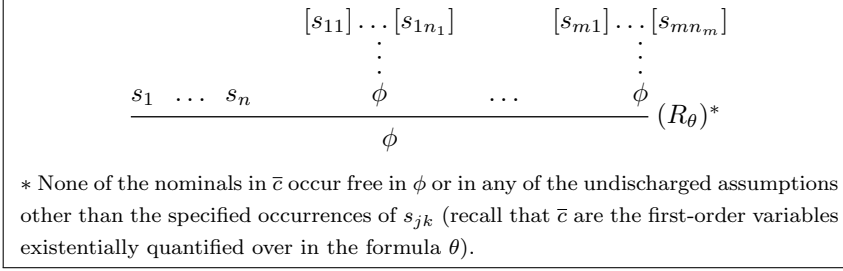 [s₁₁] … [s₁ₙ₁] [sₘ₁] … [sₘₙₘ]
s₁ … sₙ ϕ … ϕ (R_θ)*
ϕ
* None of the nominals in c̅ occur free in ϕ or in any of the undischarged assumptions
other than the specified occurrences of sⱼₖ (recall that c̅ are the first-order variables
existentially quantified over in the formula θ).